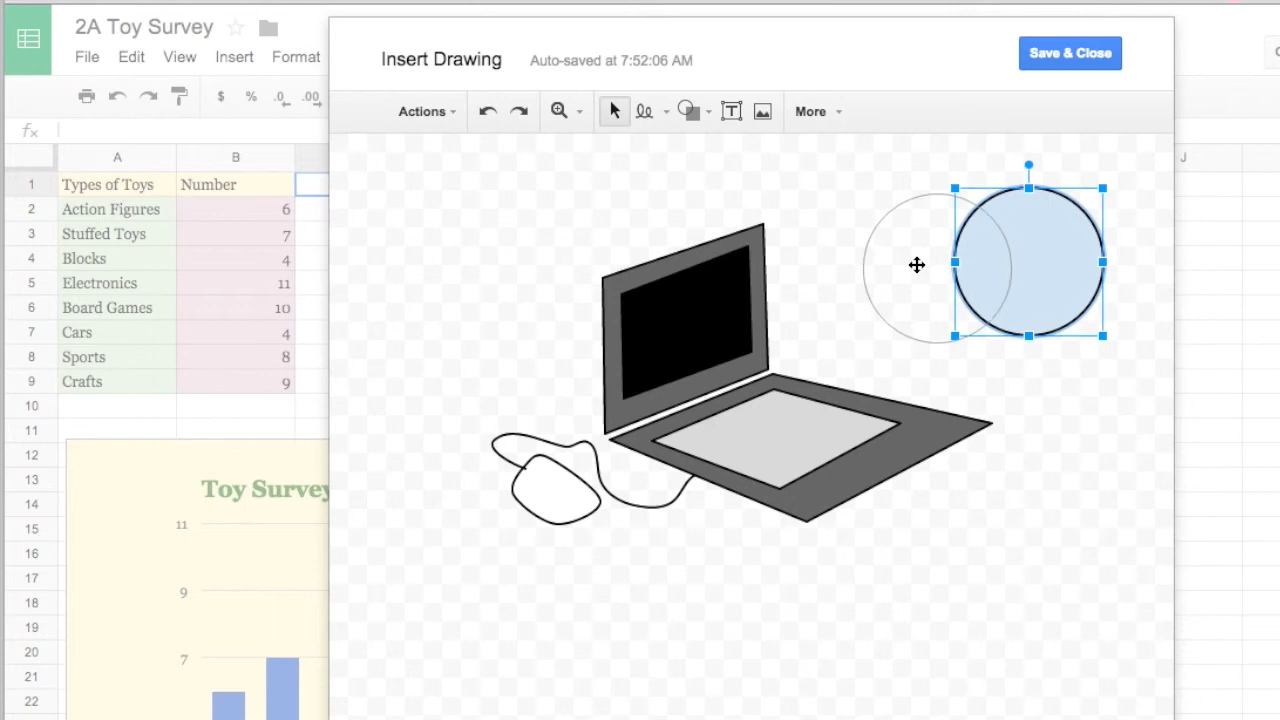 2A Toy Survey
File Edit View Insert Format
$ % .0 .00
fx
A B J
1 Types of Toys Number
2 Action Figures 6
3 Stuffed Toys 7
4 Blocks 4
5 Electronics 11
6 Board Games 10
7 Cars 4
8 Sports 8
9 Crafts 9
10
11
12
13
14
15
16
17
18
19
20
21
22
Toy Survey
11
9
7
Insert Drawing Auto-saved at 7:52:06 AM Save & Close
Actions T More